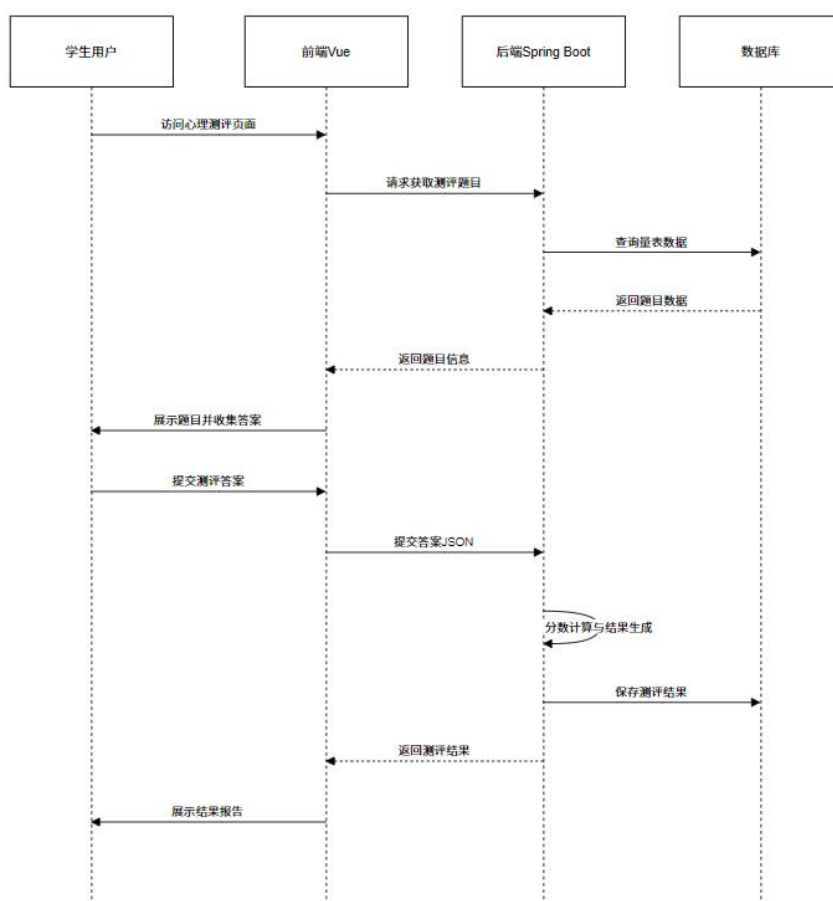 学生用户
前端Vue
后端Spring Boot
数据库
访问心理测评页面
请求获取测评题目
查询量表数据
返回题目数据
返回题目信息
展示题目并收集答案
提交测评答案
提交答案JSON
分数计算与结果生成
保存测评结果
返回测评结果
展示结果报告